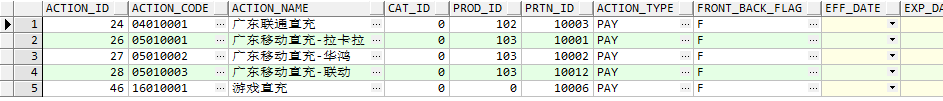 ACTION_ID ACTION_CODE ACTION_NAME CAT_ID PROD_ID PRTN_ID ACTION_TYPE FRONT_BACK_FLAG EFF_DATE EXP_DA
1 24 04010001 … 广东联通直充 … 0 102 10003 PAY … F …
2 26 05010001 … 广东移动直充-拉卡拉 … 0 103 10001 PAY … F …
3 27 05010002 … 广东移动直充-华鸿 … 0 103 10002 PAY … F …
4 28 05010003 … 广东移动直充-联动 … 0 103 10012 PAY … F …
5 46 16010001 … 游戏直充 … 0 0 10006 PAY … F …